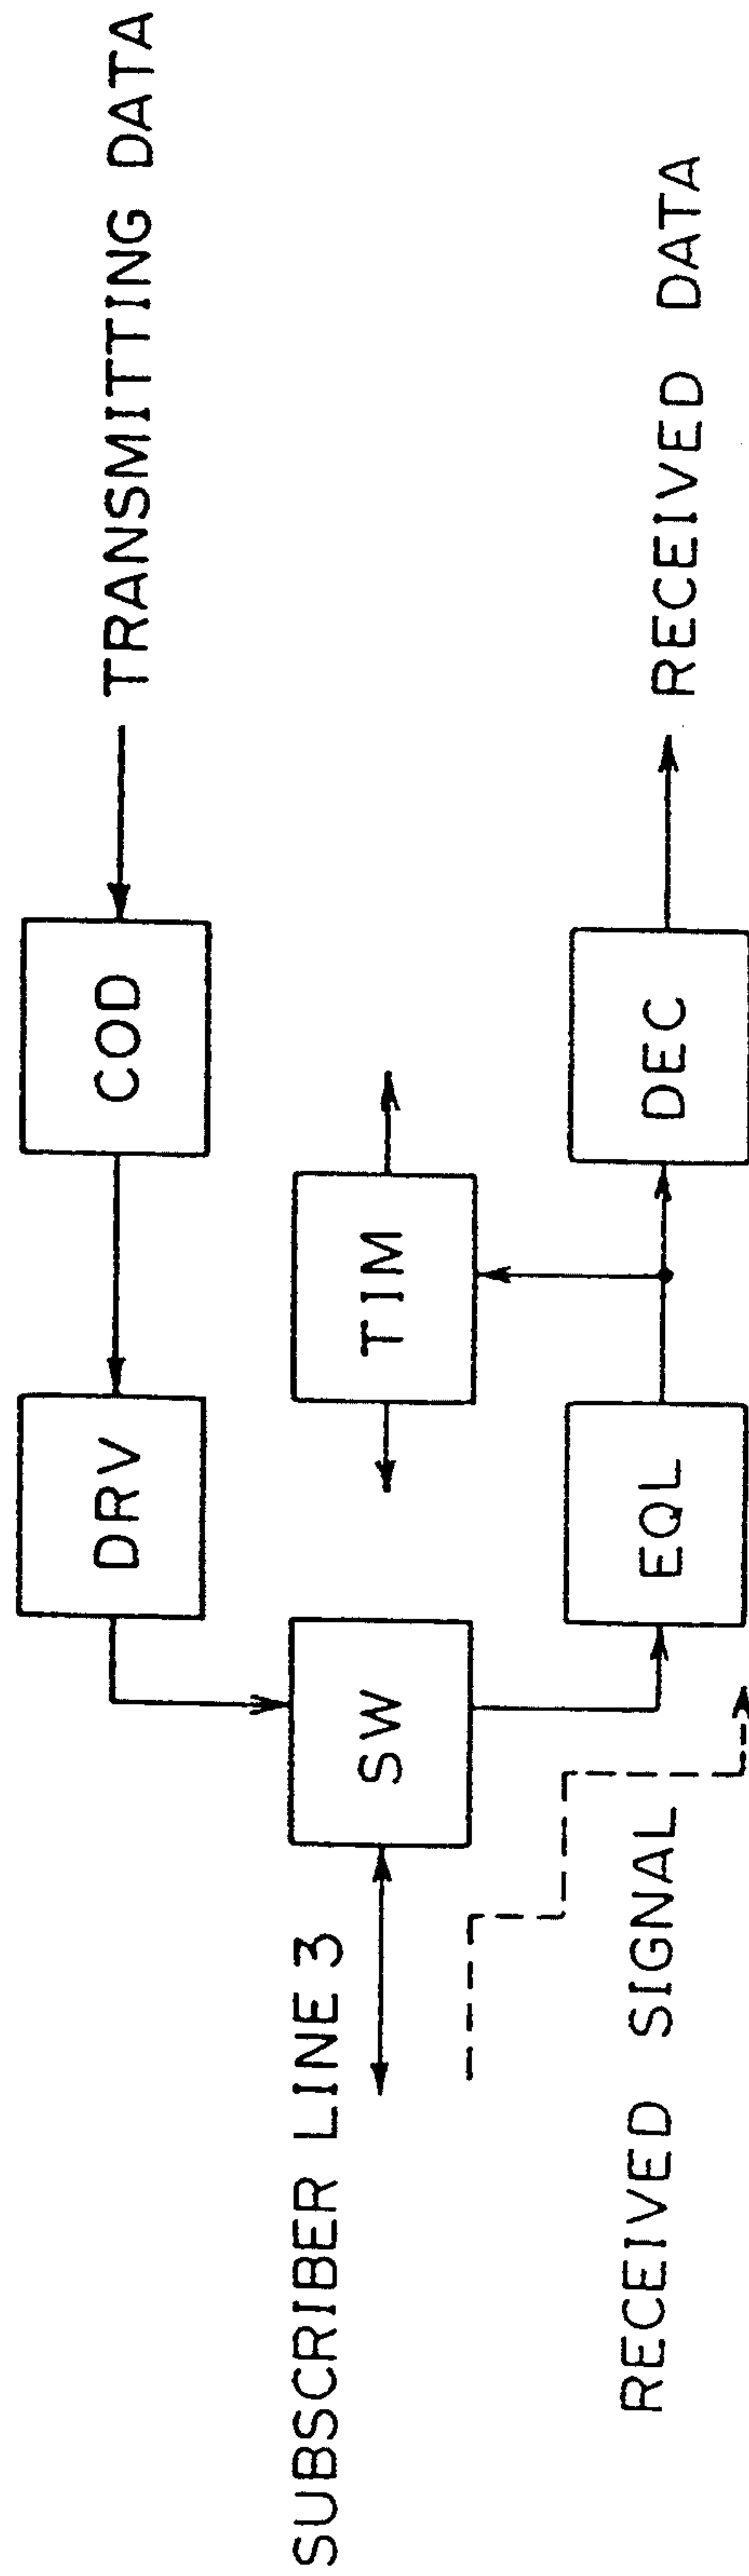 TRANSMITTING DATA
COD
DRV
SUBSCRIBER LINE 3
SW
TIM
RECEIVED SIGNAL
EQL
DEC
RECEIVED DATA